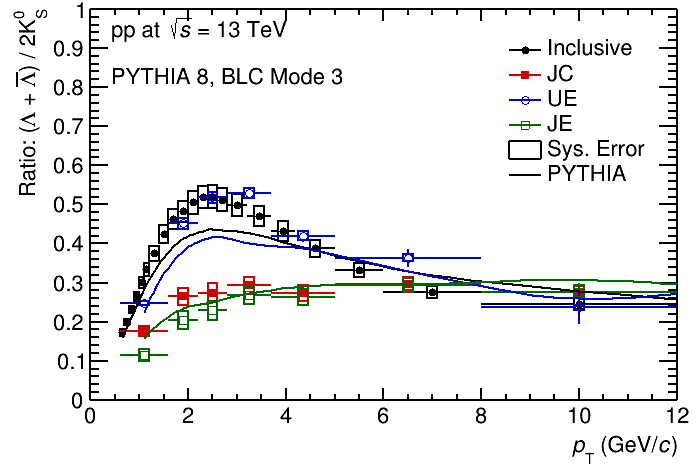 Ratio: (Λ + Λ̅) / 2K⁰_S
pp at √s = 13 TeV
PYTHIA 8, BLC Mode 3
Inclusive
JC
UE
JE
Sys. Error
PYTHIA
1
0.9
0.8
0.7
0.6
0.5
0.4
0.3
0.2
0.1
0
0 2 4 6 8 10 12
p_T (GeV/c)